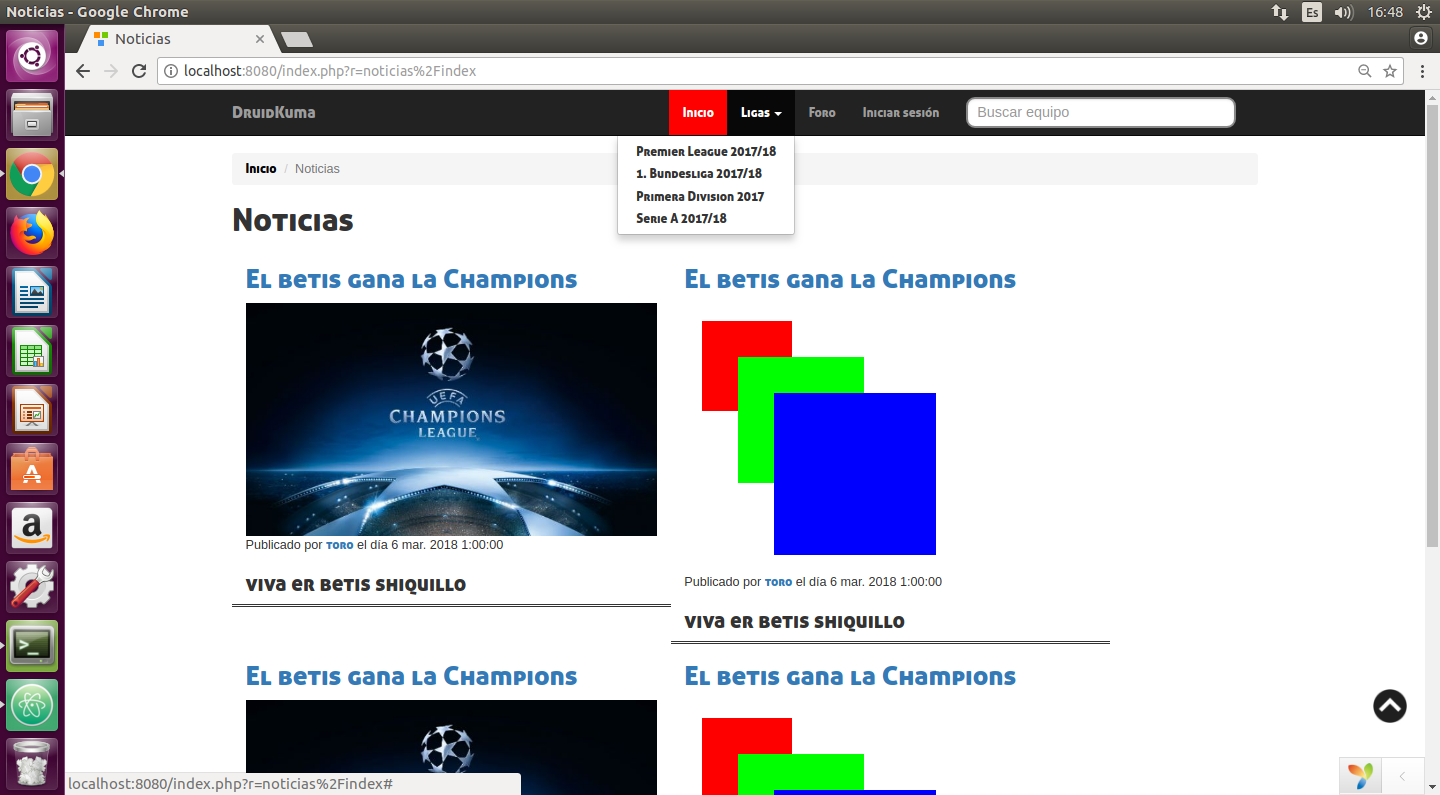 Noticias - Google Chrome
Es
16:48
Noticias
localhost:8080/index.php?r=noticias%2Findex
DruidKuma
Inicio
Ligas
Foro
Iniciar sesión
Buscar equipo
Premier League 2017/18
1. Bundesliga 2017/18
Primera Division 2017
Serie A 2017/18
Inicio / Noticias
Noticias
El betis gana la Champions
UEFA
CHAMPIONS
LEAGUE
Publicado por toro el día 6 mar. 2018 1:00:00
viva er betis shiquillo
El betis gana la Champions
Publicado por toro el día 6 mar. 2018 1:00:00
viva er betis shiquillo
El betis gana la Champions
El betis gana la Champions
localhost:8080/index.php?r=noticias%2Findex#